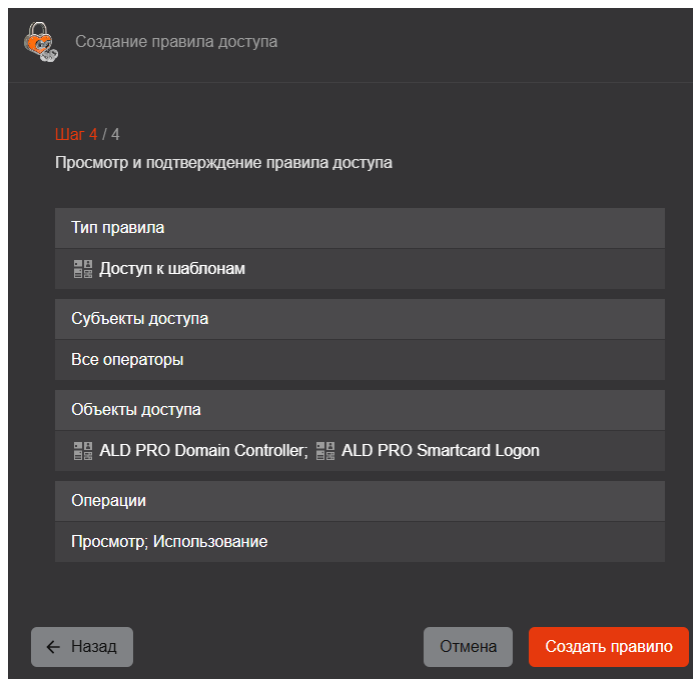 Создание правила доступа
Шаг 4 / 4
Просмотр и подтверждение правила доступа
Тип правила
Доступ к шаблонам
Субъекты доступа
Все операторы
Объекты доступа
ALD PRO Domain Controller; ALD PRO Smartcard Logon
Операции
Просмотр; Использование
← Назад
Отмена
Создать правило